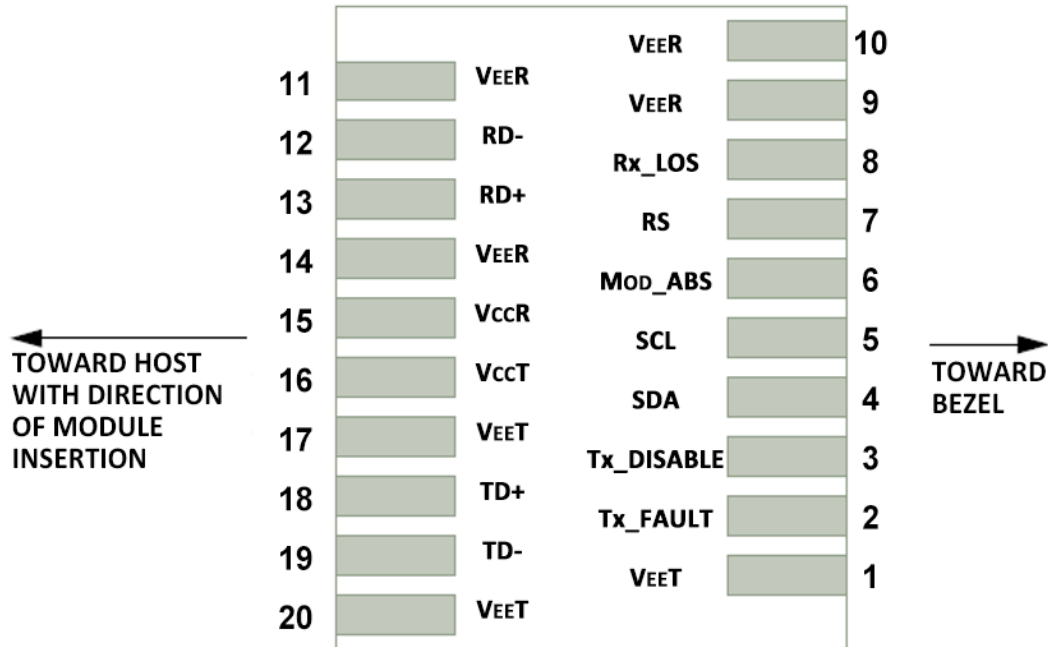 VEER 10
11 VEER
VEER 9
12 RD-
Rx_LOS 8
13 RD+
RS 7
14 VEER
MOD_ABS 6
15 VCCR
SCL 5
TOWARD HOST
WITH DIRECTION
OF MODULE
INSERTION
16 VCCT
TOWARD
BEZEL
SDA 4
17 VEET
Tx_DISABLE 3
18 TD+
Tx_FAULT 2
19 TD-
VEET 1
20 VEET